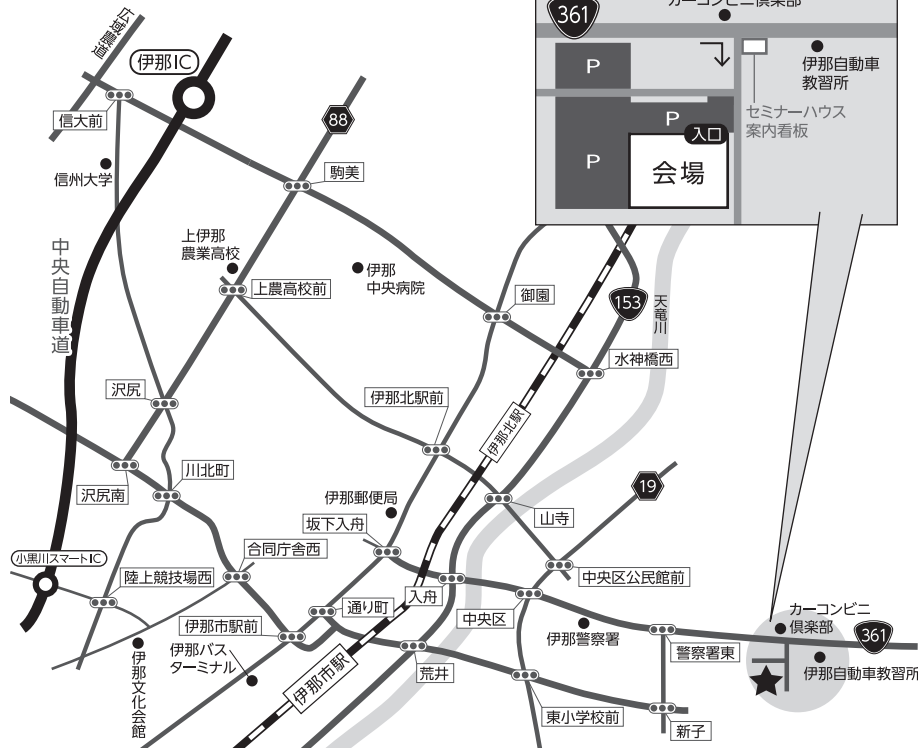 広域農道
伊那IC
信大前
信州大学
88
駒美
中央自動車道
上伊那
農業高校
上農高校前
伊那
中央病院
御園
153
天竜川
水神橋西
沢尻
伊那北駅前
伊那北駅
沢尻南
川北町
19
伊那郵便局
坂下入舟
山寺
小黒川スマートIC
合同庁舎西
陸上競技場西
入舟
中央区公民館前
通り町
中央区
伊那市駅前
伊那バス
ターミナル
伊那文化会館
伊那市駅
荒井
伊那警察署
警察署東
東小学校前
新子
カーコンビニ
倶楽部
361
伊那自動車教習所
361
カーコンビニ倶楽部
P
伊那自動車
教習所
セミナーハウス
案内看板
P
入口
P
会場